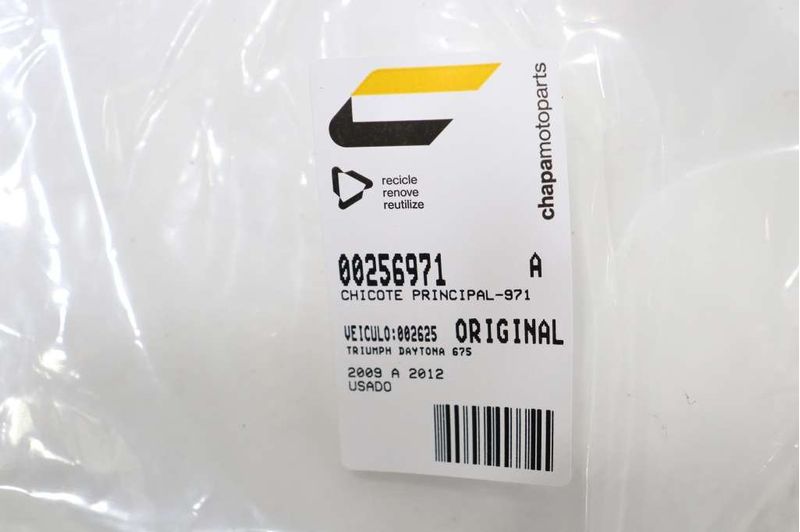 chapamotoparts
recicle
renove
reutilize
00256971 A
CHICOTE PRINCIPAL-971
VEICULO:002625 ORIGINAL
TRIUMPH DAYTONA 675
2009 A 2012
USADO